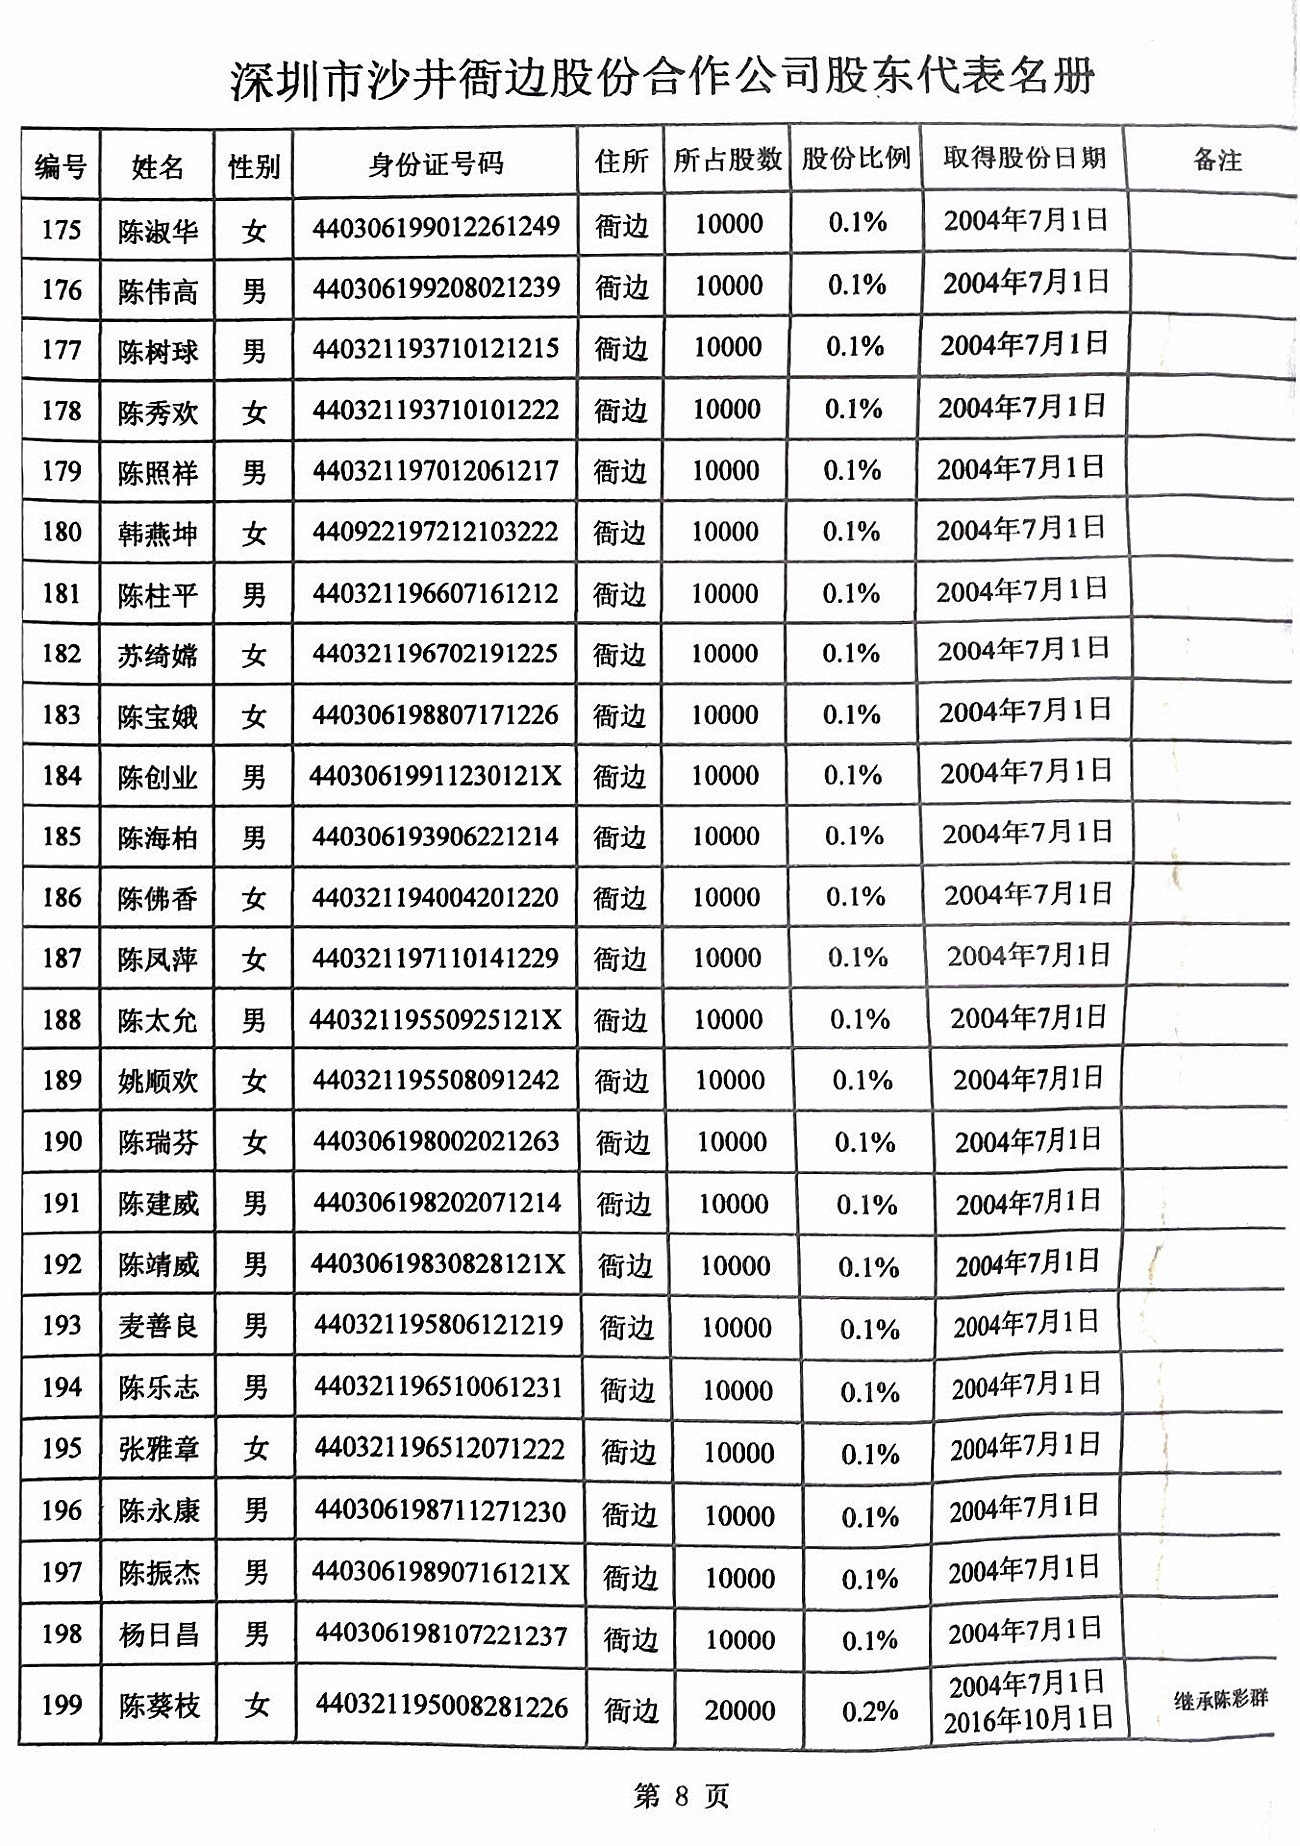 深圳市沙井衙边股份合作公司股东代表名册
编号 姓名 性别 身份证号码 住所 所占股数 股份比例 取得股份日期 备注
175 陈淑华 女 440306199012261249 衙边 10000 0.1% 2004年7月1日
176 陈伟高 男 440306199208021239 衙边 10000 0.1% 2004年7月1日
177 陈树球 男 440321193710121215 衙边 10000 0.1% 2004年7月1日
178 陈秀欢 女 440321193710101222 衙边 10000 0.1% 2004年7月1日
179 陈照祥 男 440321197012061217 衙边 10000 0.1% 2004年7月1日
180 韩燕坤 女 440922197212103222 衙边 10000 0.1% 2004年7月1日
181 陈柱平 男 440321196607161212 衙边 10000 0.1% 2004年7月1日
182 苏绮嫦 女 440321196702191225 衙边 10000 0.1% 2004年7月1日
183 陈宝娥 女 440306198807171226 衙边 10000 0.1% 2004年7月1日
184 陈创业 男 44030619911230121X 衙边 10000 0.1% 2004年7月1日
185 陈海柏 男 440306193906221214 衙边 10000 0.1% 2004年7月1日
186 陈佛香 女 440321194004201220 衙边 10000 0.1% 2004年7月1日
187 陈凤萍 女 440321197110141229 衙边 10000 0.1% 2004年7月1日
188 陈太允 男 44032119550925121X 衙边 10000 0.1% 2004年7月1日
189 姚顺欢 女 440321195508091242 衙边 10000 0.1% 2004年7月1日
190 陈瑞芬 女 440306198002021263 衙边 10000 0.1% 2004年7月1日
191 陈建威 男 440306198202071214 衙边 10000 0.1% 2004年7月1日
192 陈靖威 男 44030619830828121X 衙边 10000 0.1% 2004年7月1日
193 麦善良 男 440321195806121219 衙边 10000 0.1% 2004年7月1日
194 陈乐志 男 440321196510061231 衙边 10000 0.1% 2004年7月1日
195 张雅章 女 440321196512071222 衙边 10000 0.1% 2004年7月1日
196 陈永康 男 440306198711271230 衙边 10000 0.1% 2004年7月1日
197 陈振杰 男 44030619890716121X 衙边 10000 0.1% 2004年7月1日
198 杨日昌 男 440306198107221237 衙边 10000 0.1% 2004年7月1日
199 陈葵枝 女 440321195008281226 衙边 20000 0.2% 2004年7月1日 继承陈彩群
2016年10月1日
第 8 页